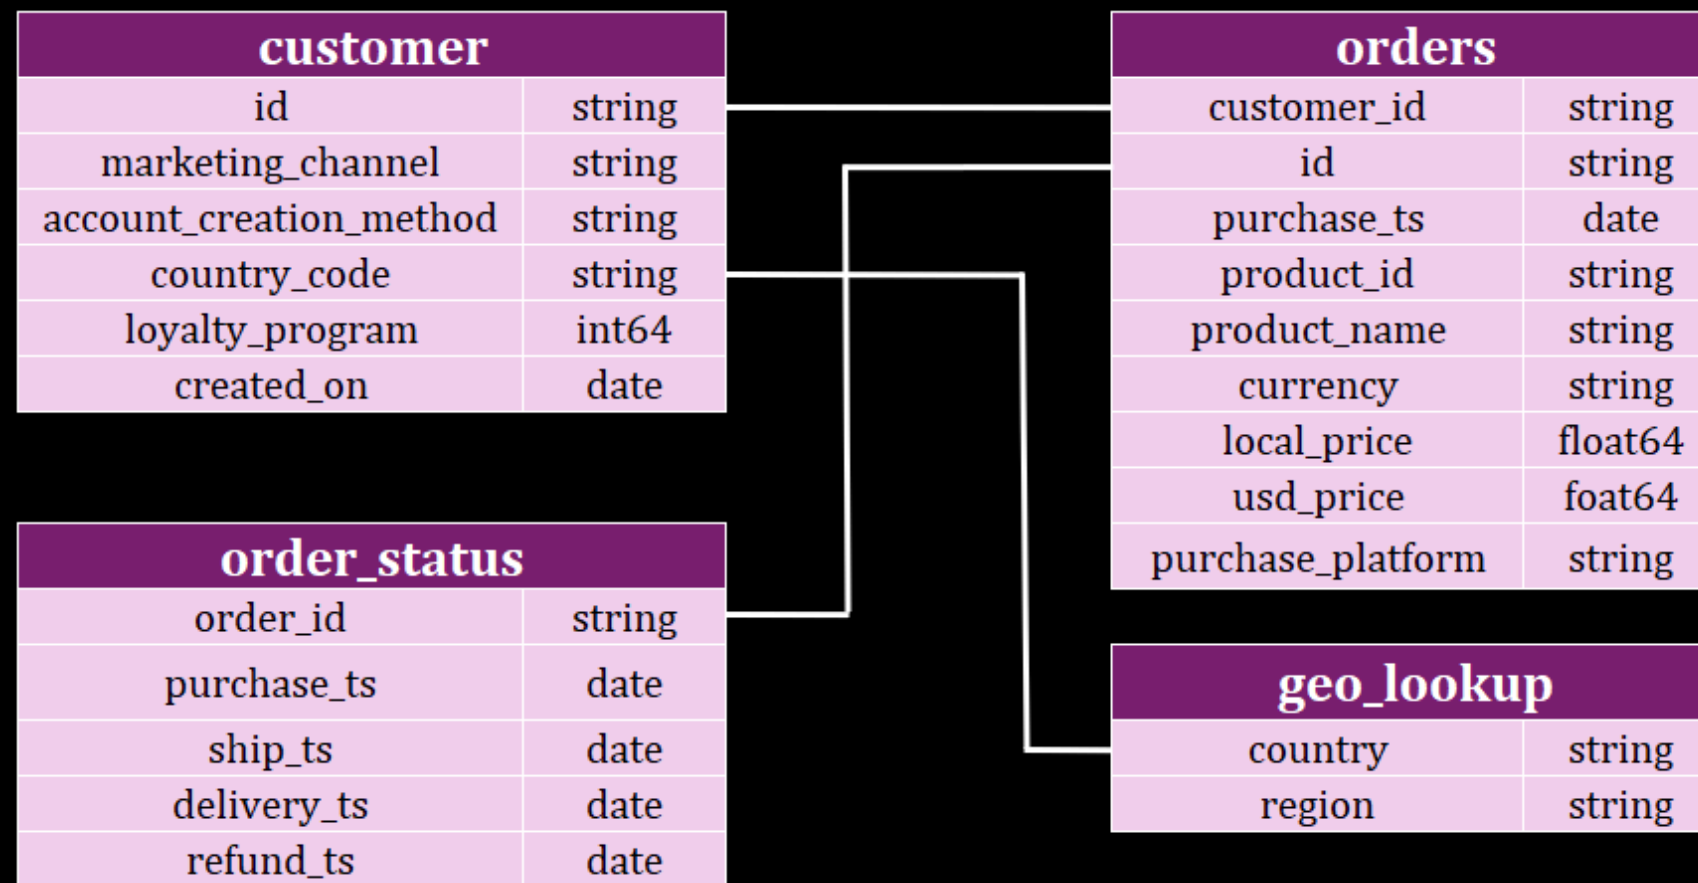 customer
id string
marketing_channel string
account_creation_method string
country_code string
loyalty_program int64
created_on date
orders
customer_id string
id string
purchase_ts date
product_id string
product_name string
currency string
local_price float64
usd_price foat64
purchase_platform string
order_status
order_id string
purchase_ts date
ship_ts date
delivery_ts date
refund_ts date
geo_lookup
country string
region string